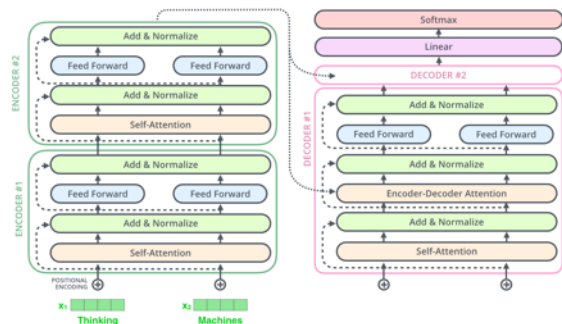 ENCODER #2
Add & Normalize
Feed Forward
Feed Forward
Add & Normalize
Self-Attention
ENCODER #1
Add & Normalize
Feed Forward
Feed Forward
Add & Normalize
Self-Attention
POSITIONAL
ENCODING
x₁
x₂
Thinking
Machines
Softmax
Linear
DECODER #2
DECODER #1
Add & Normalize
Feed Forward
Feed Forward
Add & Normalize
Encoder-Decoder Attention
Add & Normalize
Self-Attention